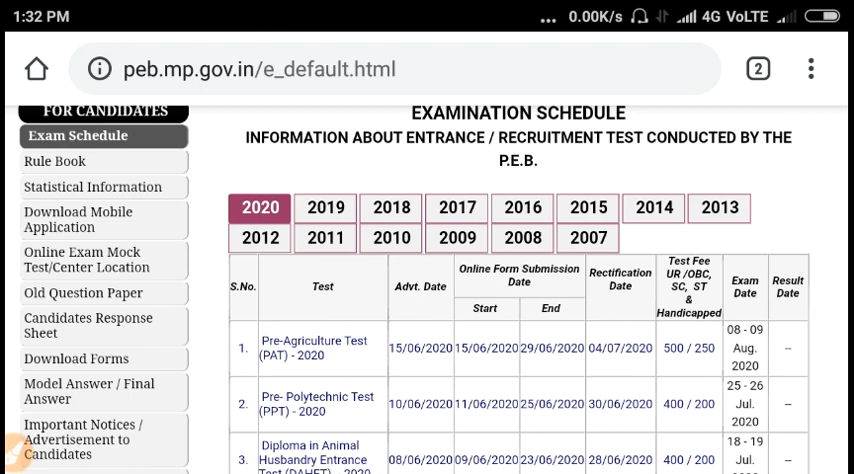 1:32 PM
... 0.00K/s 4G VoLTE
peb.mp.gov.in/e_default.html
2
FOR CANDIDATES
Exam Schedule
Rule Book
Statistical Information
Download Mobile
Application
Online Exam Mock
Test/Center Location
Old Question Paper
Candidates Response
Sheet
Download Forms
Model Answer / Final
Answer
Important Notices /
Advertisement to
Candidates
EXAMINATION SCHEDULE
INFORMATION ABOUT ENTRANCE / RECRUITMENT TEST CONDUCTED BY THE
P.E.B.
2020 2019 2018 2017 2016 2015 2014 2013
2012 2011 2010 2009 2008 2007
S.No. Test Advt. Date Online Form Submission Date Start End Rectification Date Test Fee UR /OBC, SC, ST & Handicapped Exam Date Result Date
1. Pre-Agriculture Test (PAT) - 2020 15/06/2020 15/06/2020 29/06/2020 04/07/2020 500 / 250 08 - 09 Aug. 2020 --
2. Pre- Polytechnic Test (PPT) - 2020 10/06/2020 11/06/2020 25/06/2020 30/06/2020 400 / 200 25 - 26 Jul. 2020 --
3. Diploma in Animal Husbandry Entrance Test (DAHET) - 2020 08/06/2020 09/06/2020 23/06/2020 28/06/2020 400 / 200 18 - 19 Jul. --